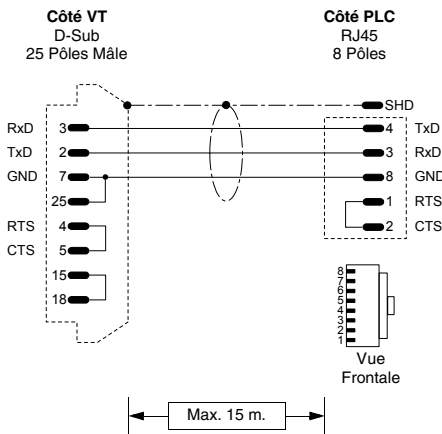 Côté VT
D-Sub
25 Pôles Mâle
Côté PLC
RJ45
8 Pôles
SHD
RxD 3 4 TxD
TxD 2 3 RxD
GND 7 8 GND
25 1 RTS
RTS 4 2 CTS
CTS 5
15
18
8
7
6
5
4
3
2
1
Vue
Frontale
Max. 15 m.